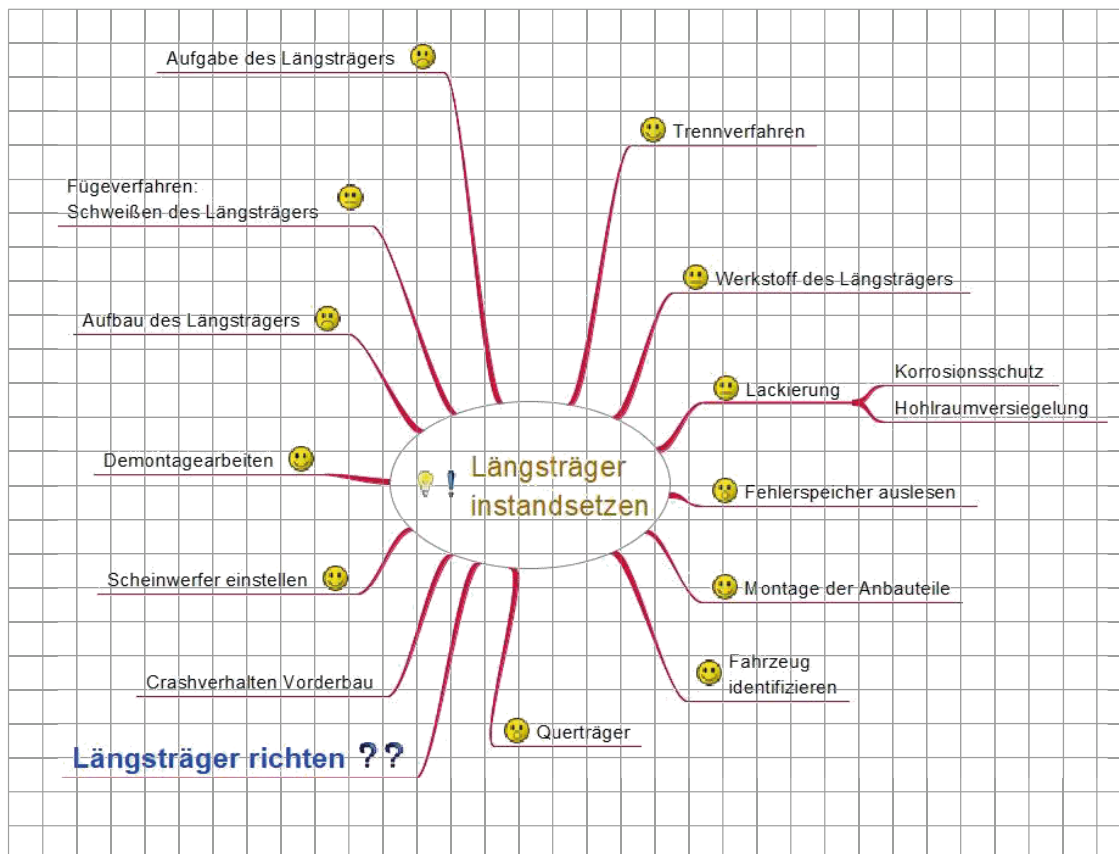 Aufgabe des Längsträgers
Trennverfahren
Fügeverfahren:
Schweißen des Längsträgers
Werkstoff des Längsträgers
Aufbau des Längsträgers
Korrosionsschutz
Lackierung
Hohlraumversiegelung
Demontagearbeiten
! Längsträger
instandsetzen
Fehlerspeicher auslesen
Scheinwerfer einstellen
Montage der Anbauteile
Fahrzeug
identifizieren
Crashverhalten Vorderbau
Querträger
Längsträger richten ??